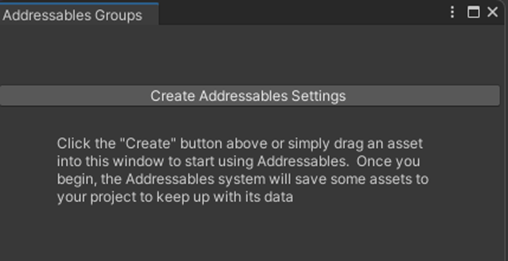 Addressables Groups
Create Addressables Settings
Click the "Create" button above or simply drag an asset
into this window to start using Addressables.  Once you
begin, the Addressables system will save some assets to
your project to keep up with its data